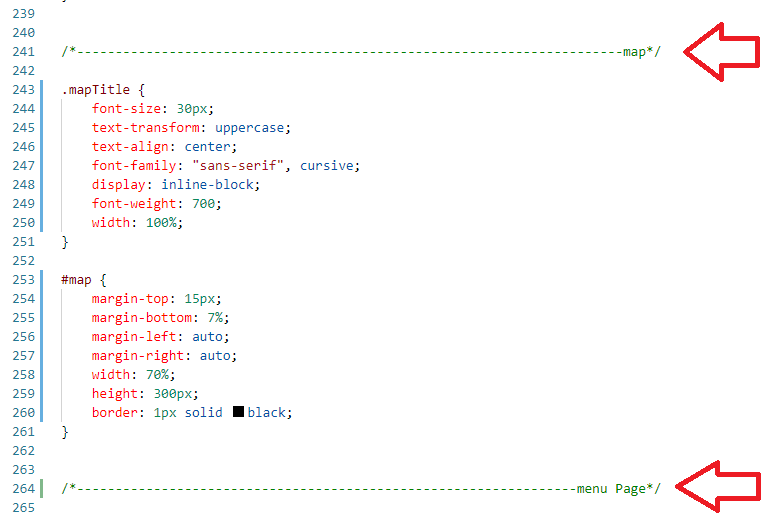 239
240
241 /*-----------------------------------------------------------------------map*/
242
243 .mapTitle {
244 font-size: 30px;
245 text-transform: uppercase;
246 text-align: center;
247 font-family: "sans-serif", cursive;
248 display: inline-block;
249 font-weight: 700;
250 width: 100%;
251 }
252
253 #map {
254 margin-top: 15px;
255 margin-bottom: 7%;
256 margin-left: auto;
257 margin-right: auto;
258 width: 70%;
259 height: 300px;
260 border: 1px solid black;
261 }
262
263
264 /*-----------------------------------------------------------------menu Page*/
265